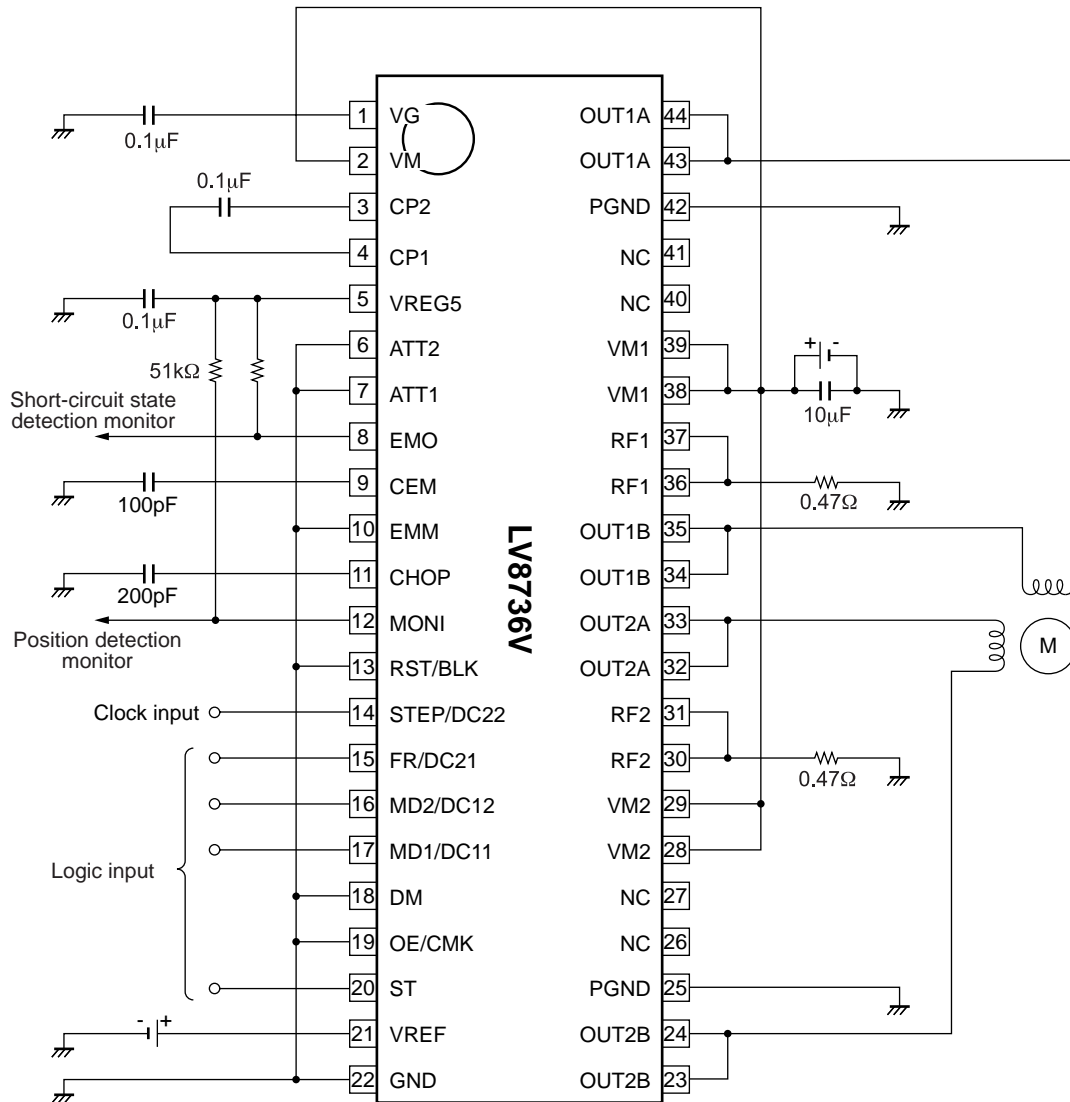 1 VG
0.1μF
2 VM
0.1μF
3 CP2
4 CP1
5 VREG5
0.1μF
6 ATT2
51kΩ
7 ATT1
Short-circuit state
detection monitor
8 EMO
9 CEM
100pF
10 EMM
11 CHOP
200pF
12 MONI
Position detection
monitor
13 RST/BLK
Clock input
14 STEP/DC22
15 FR/DC21
16 MD2/DC12
17 MD1/DC11
Logic input
18 DM
19 OE/CMK
20 ST
- +
21 VREF
22 GND
LV8736V
OUT1A 44
OUT1A 43
PGND 42
NC 41
NC 40
VM1 39
+ -
VM1 38
10μF
RF1 37
RF1 36
0.47Ω
OUT1B 35
OUT1B 34
OUT2A 33
OUT2A 32
M
RF2 31
RF2 30
0.47Ω
VM2 29
VM2 28
NC 27
NC 26
PGND 25
OUT2B 24
OUT2B 23